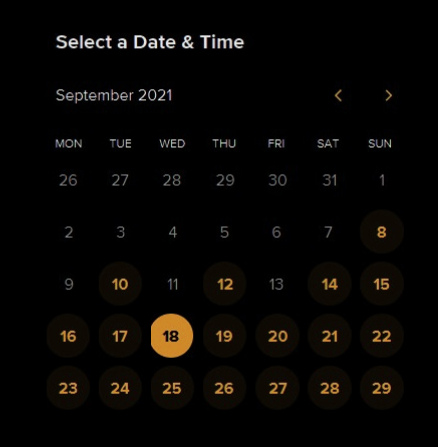 Select a Date & Time
September 2021
MON TUE WED THU FRI SAT SUN
26 27 28 29 30 31 1
2 3 4 5 6 7 8
9 10 11 12 13 14 15
16 17 18 19 20 21 22
23 24 25 26 27 28 29